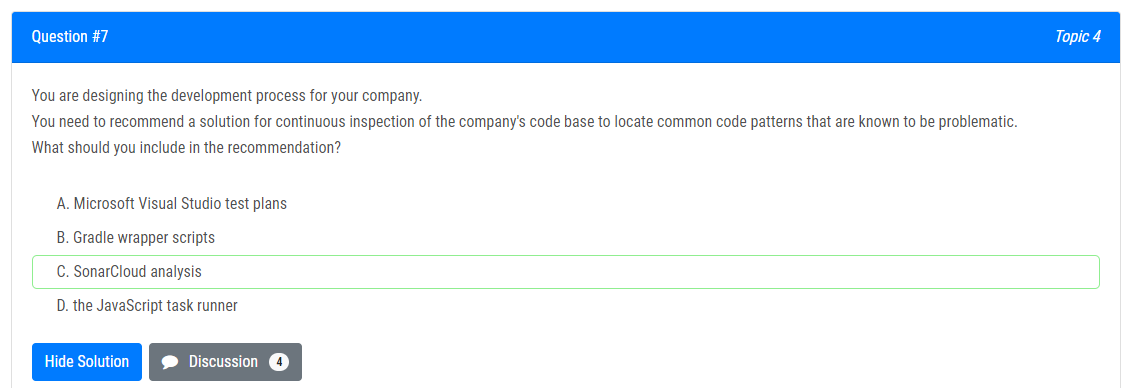 Question #7
Topic 4
You are designing the development process for your company.
You need to recommend a solution for continuous inspection of the company's code base to locate common code patterns that are known to be problematic.
What should you include in the recommendation?
A. Microsoft Visual Studio test plans
B. Gradle wrapper scripts
C. SonarCloud analysis
D. the JavaScript task runner
Hide Solution
Discussion 4